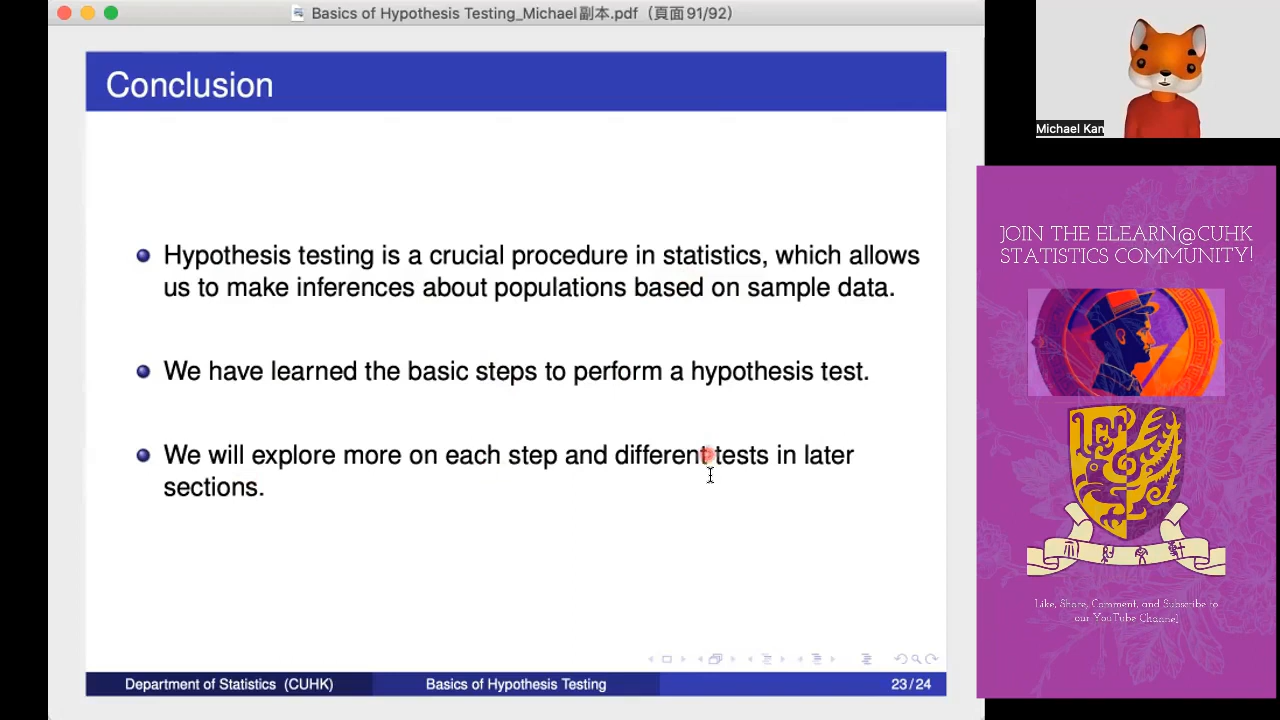 Basics of Hypothesis Testing_Michael副本.pdf（頁面91/92）
Conclusion
Hypothesis testing is a crucial procedure in statistics, which allows
us to make inferences about populations based on sample data.
We have learned the basic steps to perform a hypothesis test.
We will explore more on each step and different tests in later
sections.
Department of Statistics (CUHK)
Basics of Hypothesis Testing
23/24
Michael Kan
JOIN THE ELEARN@CUHK
STATISTICS COMMUNITY!
Like, Share, Comment, and Subscribe to
our YouTube Channel